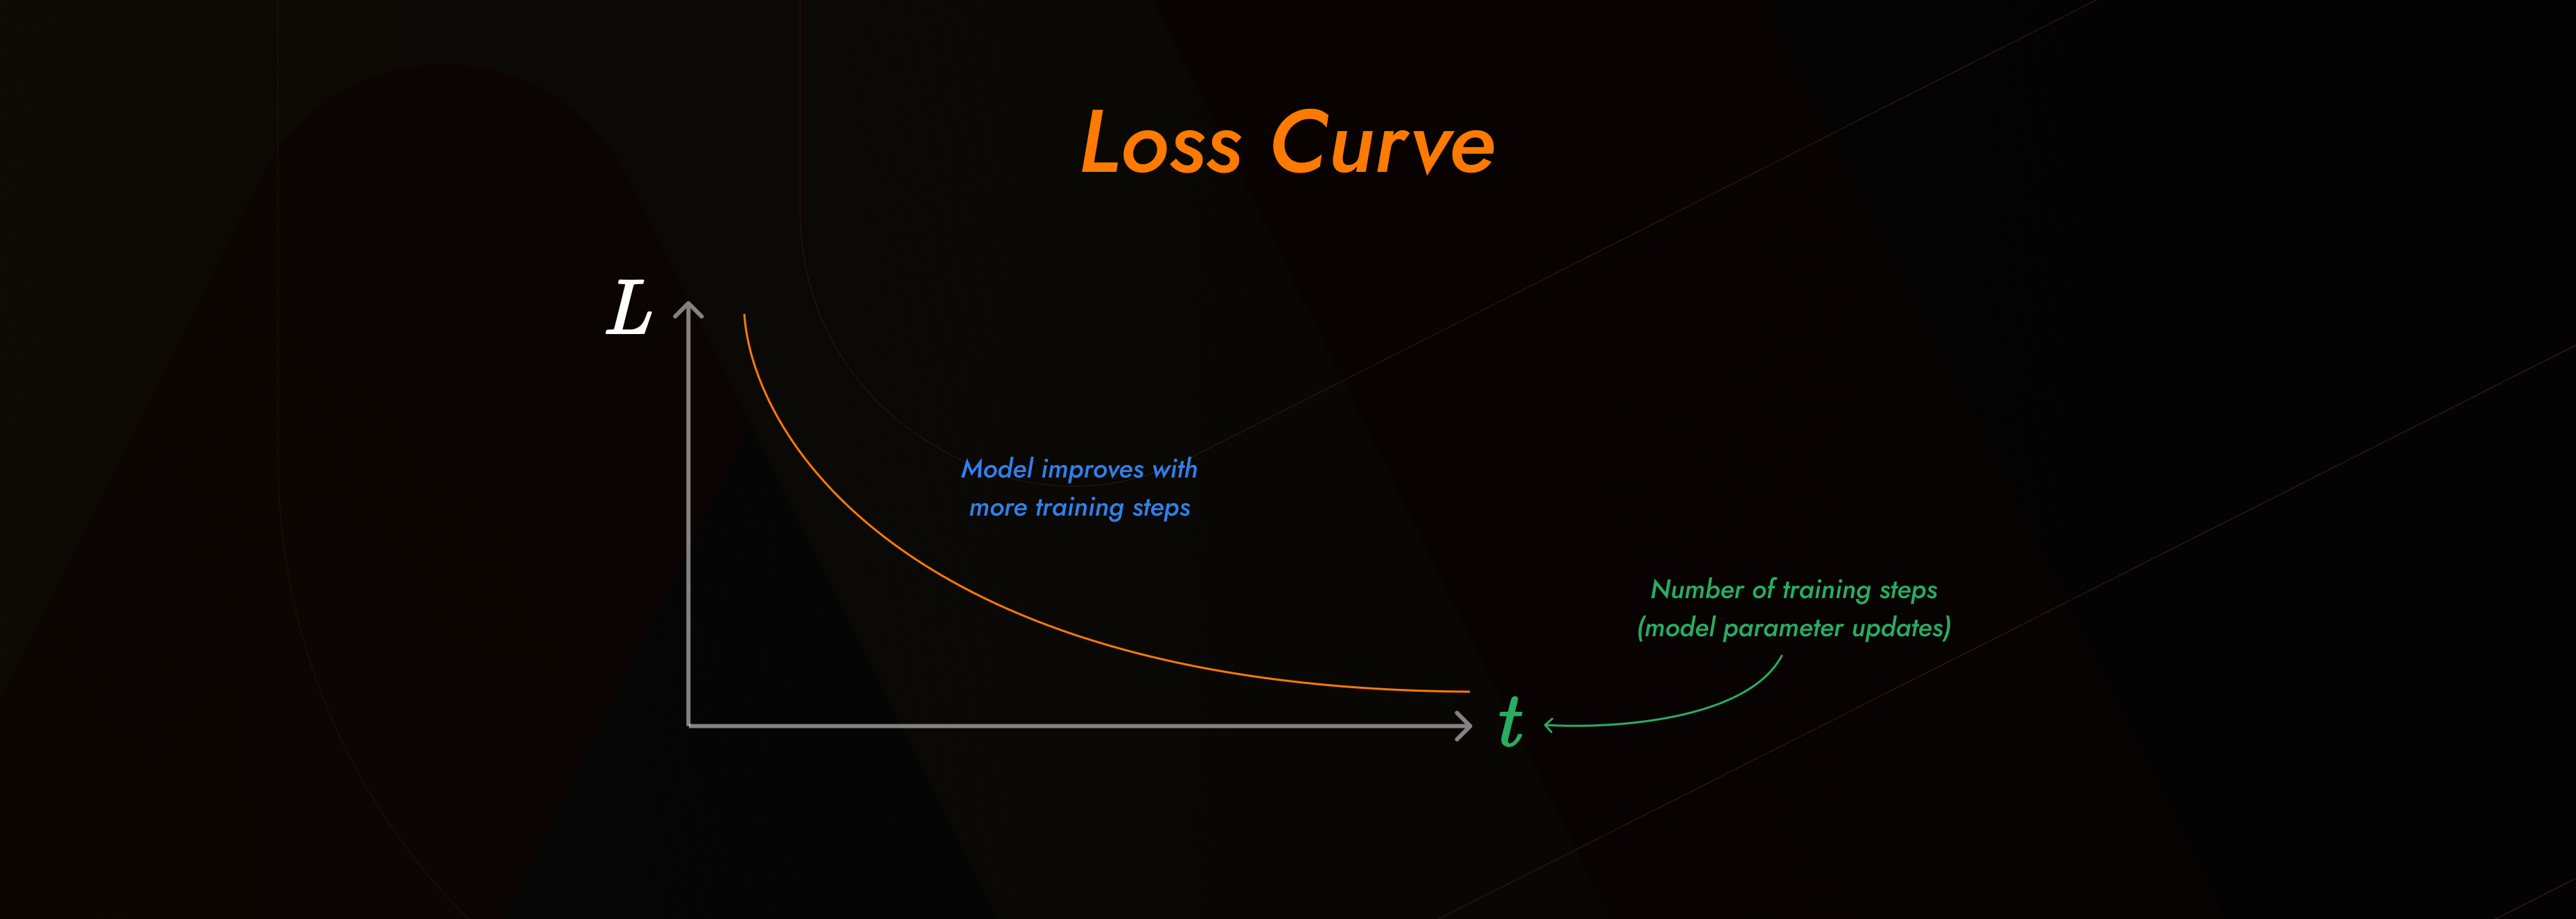 Loss Curve
L
Model improves with
more training steps
Number of training steps
(model parameter updates)
t